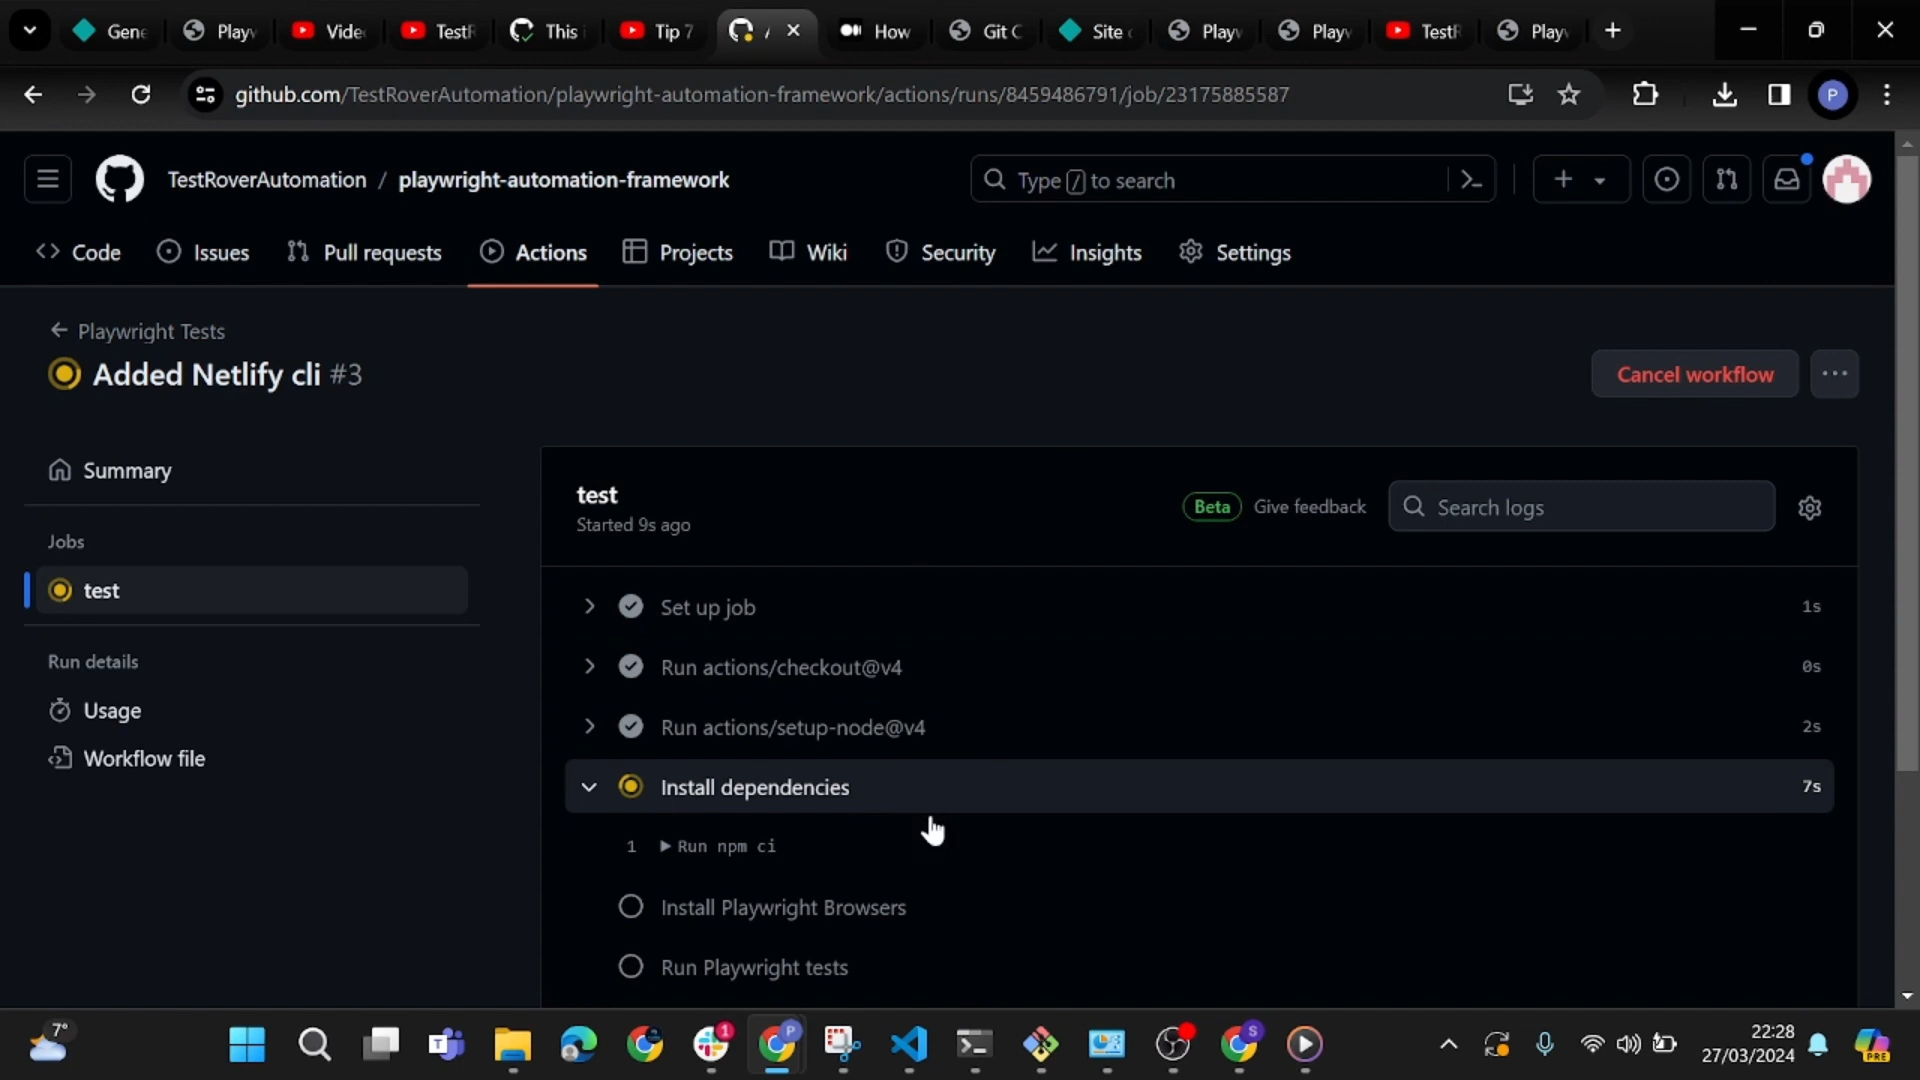 Gene
Play
Vide
TestR
This
Tip 7
How
Git C
Site
Play
Play
TestR
Play
github.com/TestRoverAutomation/playwright-automation-framework/actions/runs/8459486791/job/23175885587
P
TestRoverAutomation / playwright-automation-framework
Type / to search
Code
Issues
Pull requests
Actions
Projects
Wiki
Security
Insights
Settings
Playwright Tests
Added Netlify cli #3
Cancel workflow
Summary
Jobs
test
Run details
Usage
Workflow file
test
Started 9s ago
Beta
Give feedback
Search logs
Set up job 1s
Run actions/checkout@v4 0s
Run actions/setup-node@v4 2s
Install dependencies 7s
1 Run npm ci
Install Playwright Browsers
Run Playwright tests
7°
1
P
S
22:28
27/03/2024
PRE